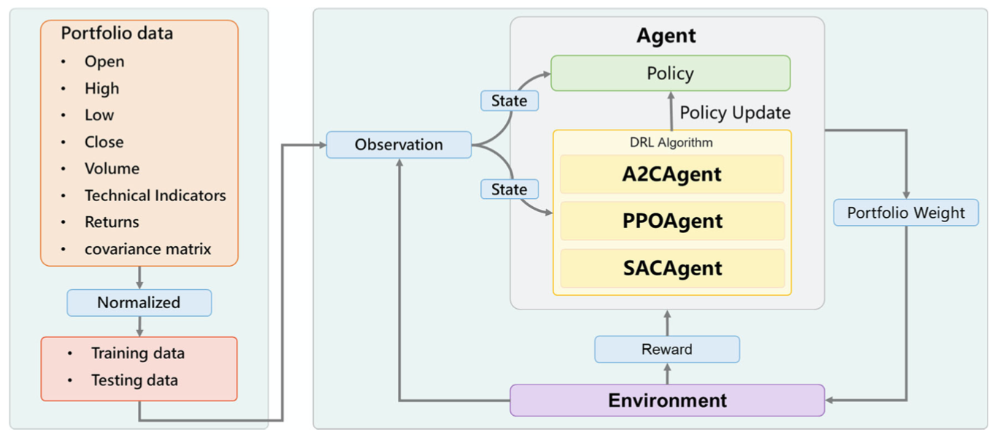 Portfolio data
• Open
• High
• Low
• Close
• Volume
• Technical Indicators
• Returns
• covariance matrix
Normalized
• Training data
• Testing data
Observation
State
State
Agent
Policy
Policy Update
DRL Algorithm
A2CAgent
PPOAgent
SACAgent
Portfolio Weight
Reward
Environment